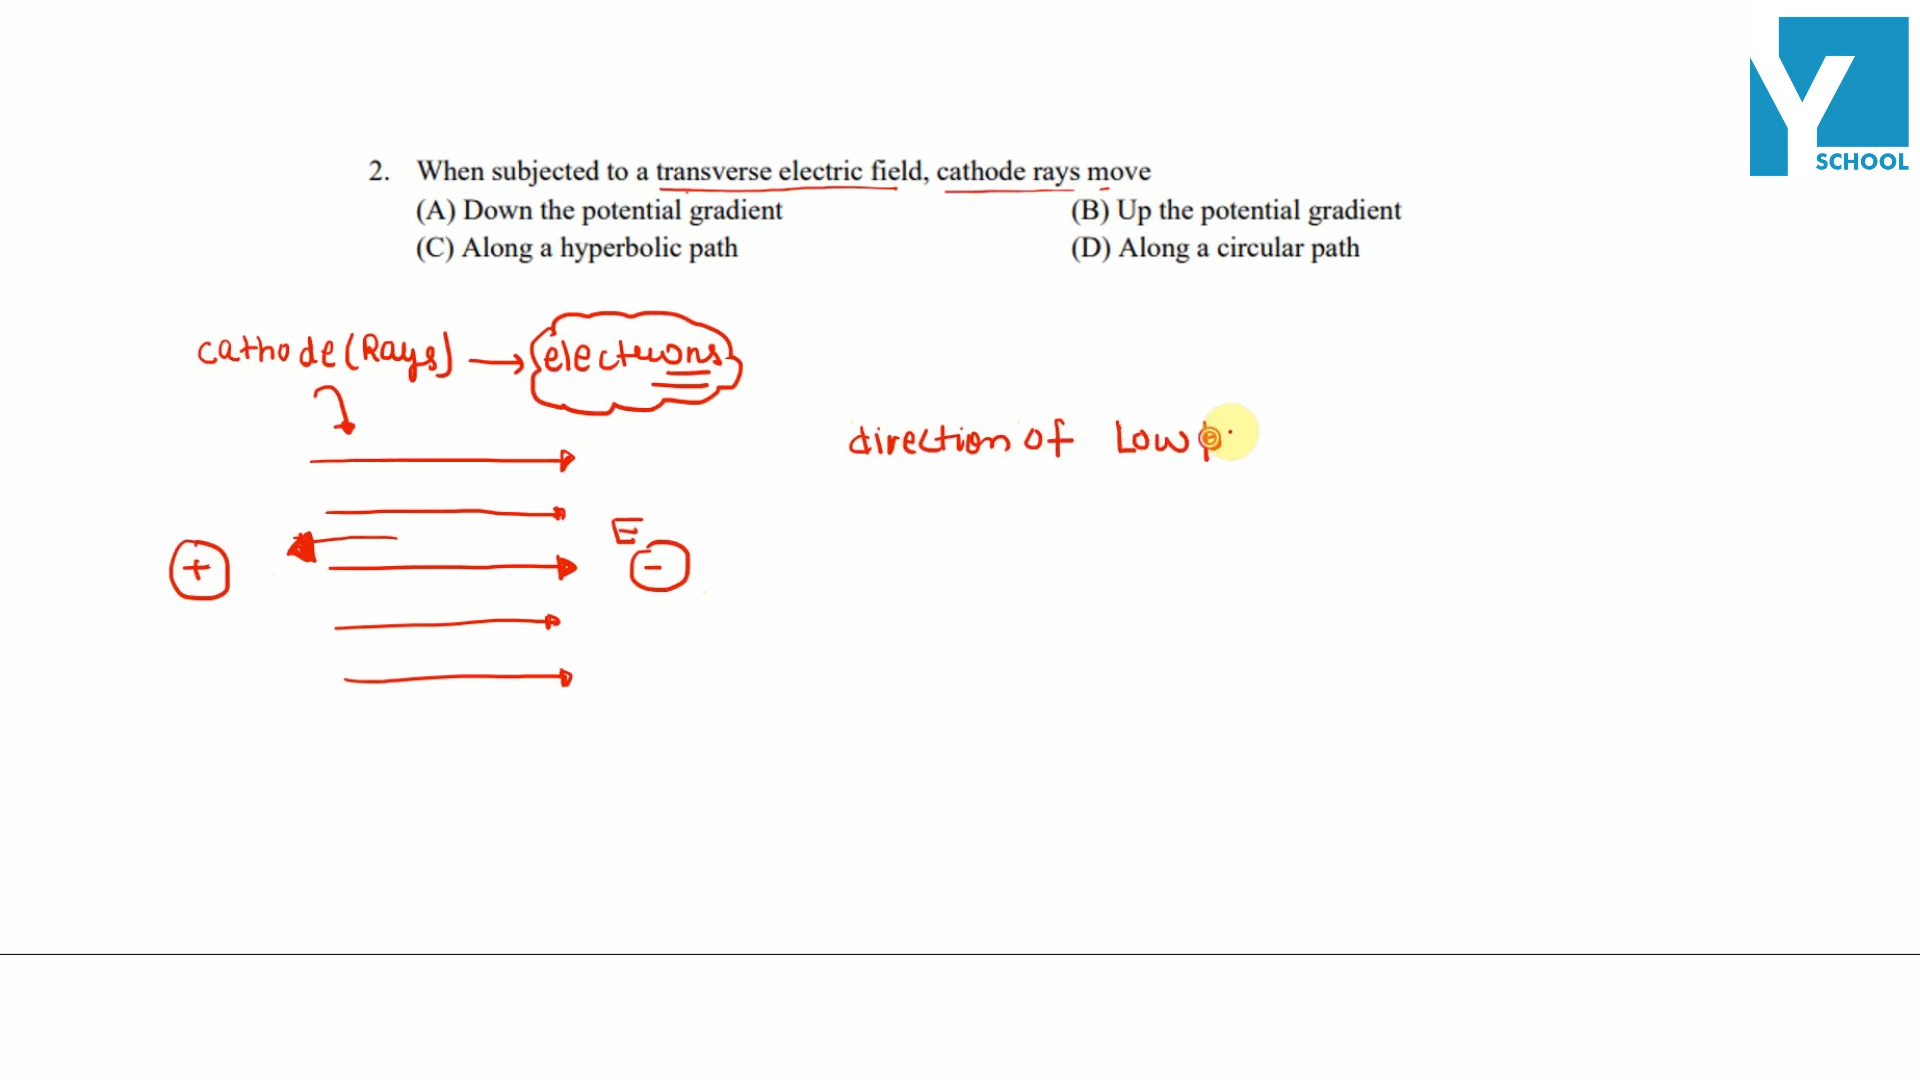 Y
SCHOOL
2. When subjected to a transverse electric field, cathode rays move
(A) Down the potential gradient (B) Up the potential gradient
(C) Along a hyperbolic path (D) Along a circular path
cathode (Rays) → electrons
direction of Low p
E
+ -